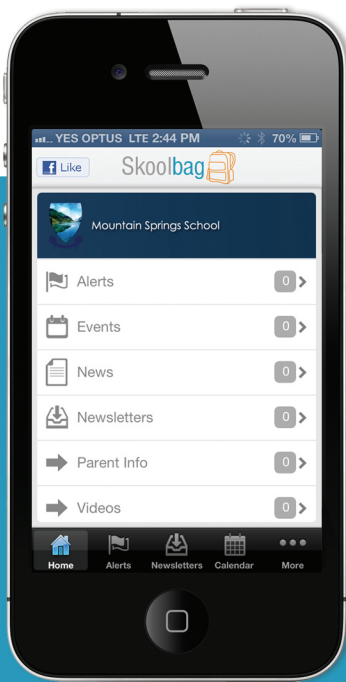 YES OPTUS LTE 2:44 PM 70%
Like Skoolbag
Mountain Springs School
Alerts 0
Events 0
News 0
Newsletters 0
Parent Info 0
Videos 0
Home Alerts Newsletters Calendar More